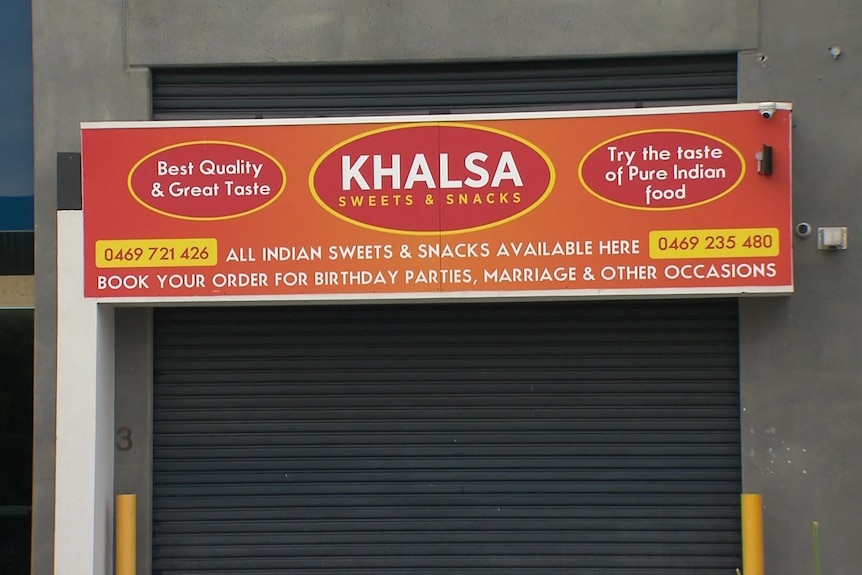 Best Quality
& Great Taste
KHALSA
SWEETS & SNACKS
Try the taste
of Pure Indian
food
0469 721 426
ALL INDIAN SWEETS & SNACKS AVAILABLE HERE
0469 235 480
BOOK YOUR ORDER FOR BIRTHDAY PARTIES, MARRIAGE & OTHER OCCASIONS
3